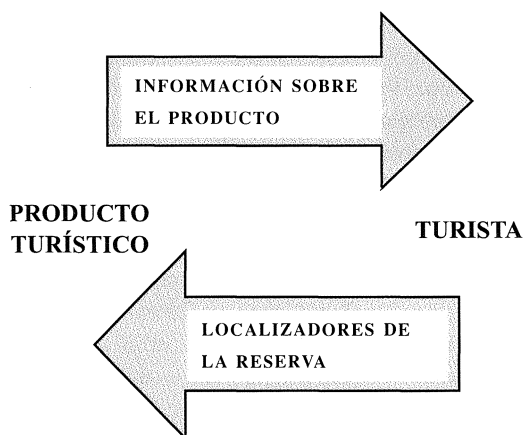 INFORMACIÓN SOBRE
EL PRODUCTO
PRODUCTO
TURÍSTICO
TURISTA
LOCALIZADORES DE
LA RESERVA